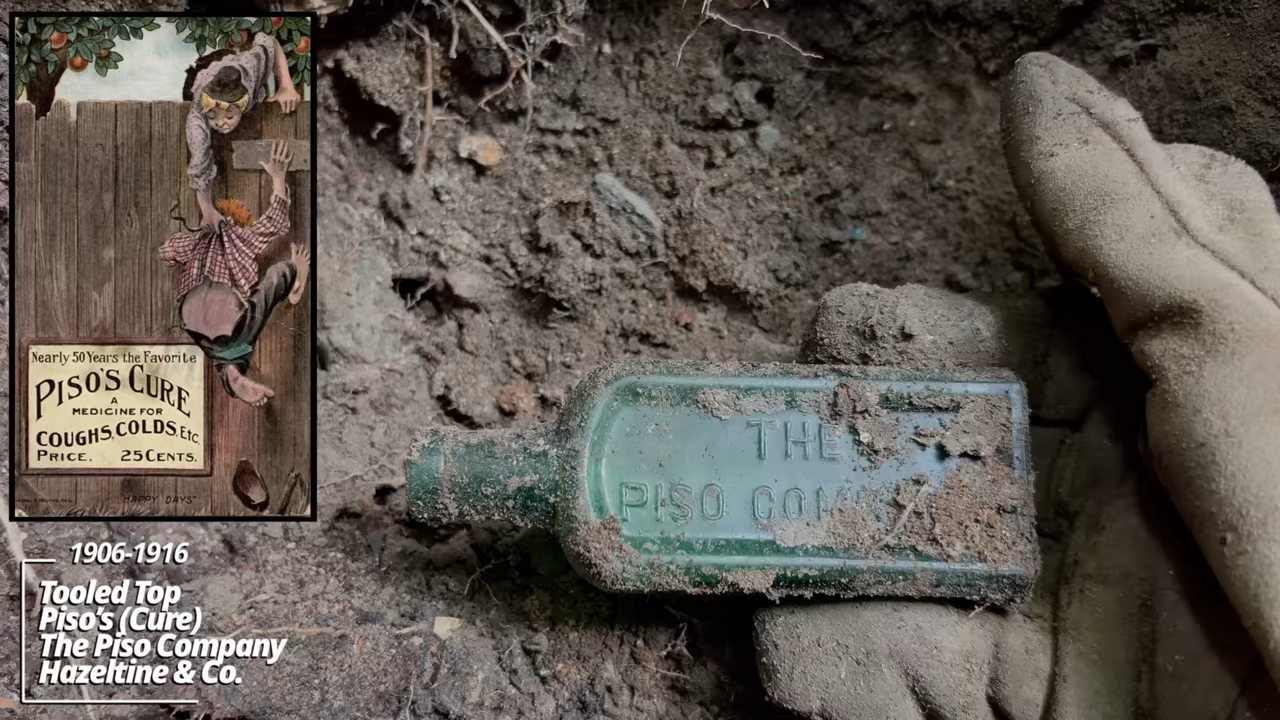 Nearly 50 Years the Favorite
PISO'S CURE
A
MEDICINE FOR
COUGHS, COLDS, ETC.
PRICE, 25 CENTS.
"HAPPY DAYS"
1906-1916
Tooled Top
Piso's (Cure)
The Piso Company
Hazeltine & Co.
THE
PISO COM